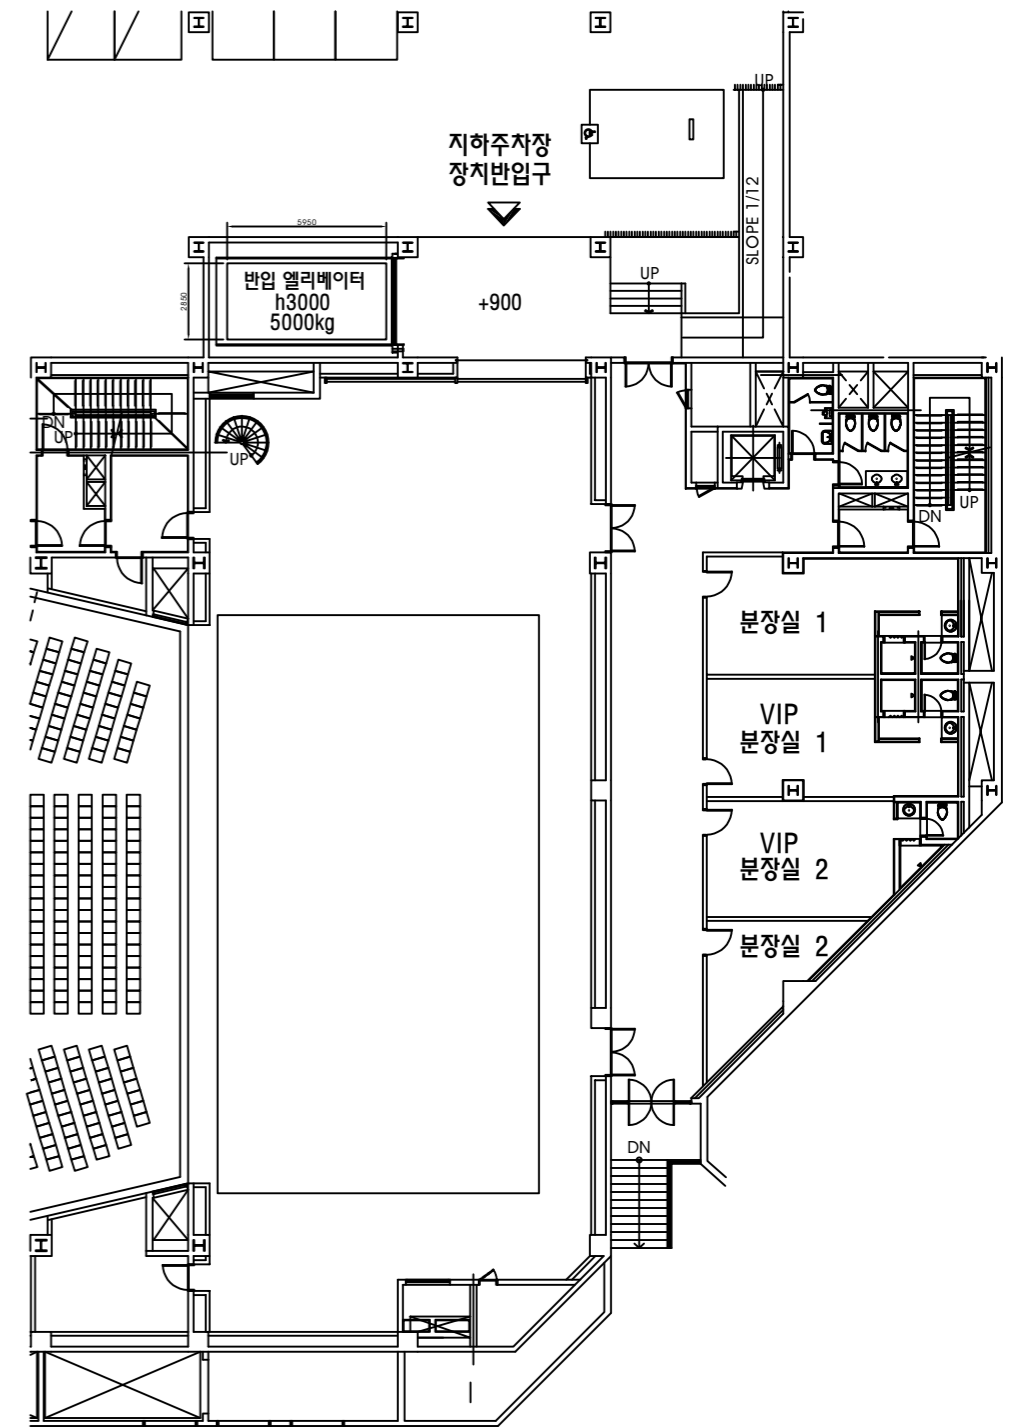 UP
지하주차장
장치반입구
SLOPE 1/12
5950
2850
반입 엘리베이터
h3000
5000kg
+900
UP
DN
UP
UP
DN
UP
분장실 1
VIP
분장실 1
VIP
분장실 2
분장실 2
DN